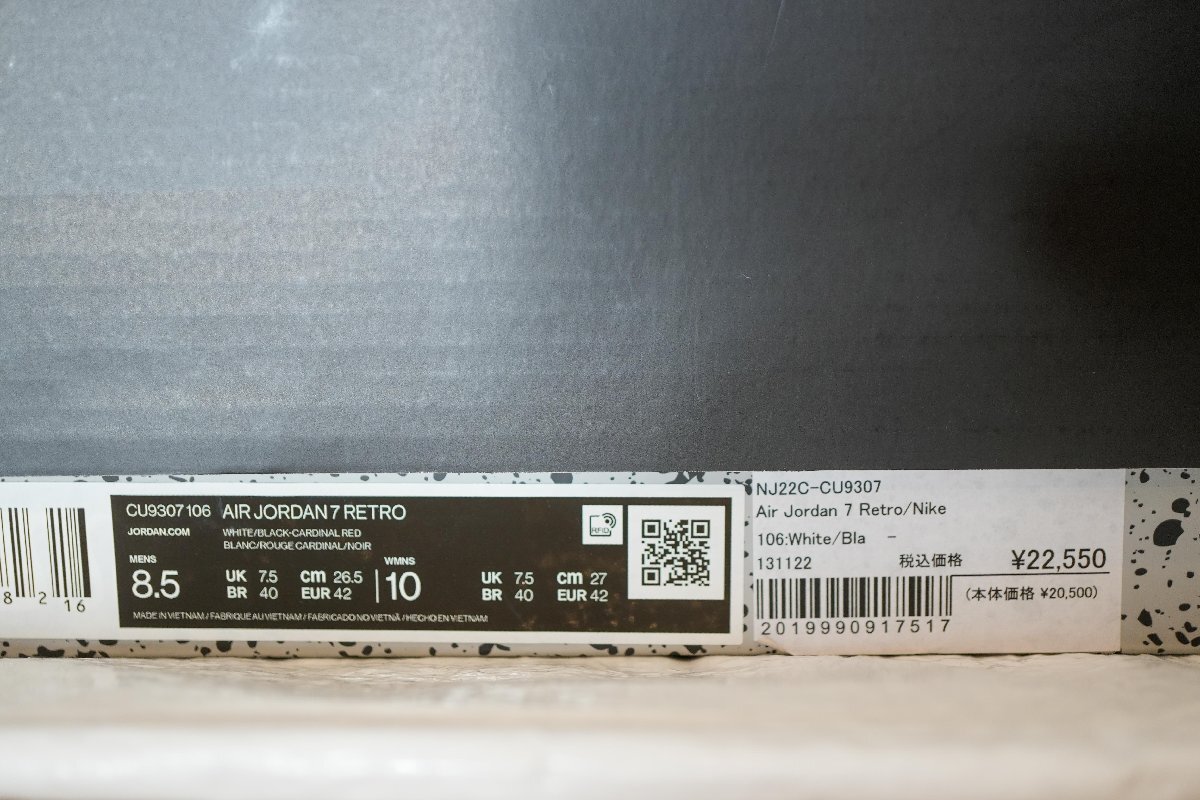 8 2 16
CU9307 106 AIR JORDAN 7 RETRO
JORDAN.COM
WHITE/BLACK-CARDINAL RED
BLANC/ROUGE CARDINAL/NOIR
RFID
MENS
8.5
UK 7.5 cm 26.5
BR 40 EUR 42
WMNS
10
UK 7.5 cm 27
BR 40 EUR 42
MADE IN VIETNAM / FABRIQUE AU VIETNAM / FABRICADO NO VIETNÃ / HECHO EN VIETNAM
NJ22C-CU9307
Air Jordan 7 Retro/Nike
106:White/Bla -
131122 税込価格 ¥22,550
(本体価格 ¥20,500)
2019990917517